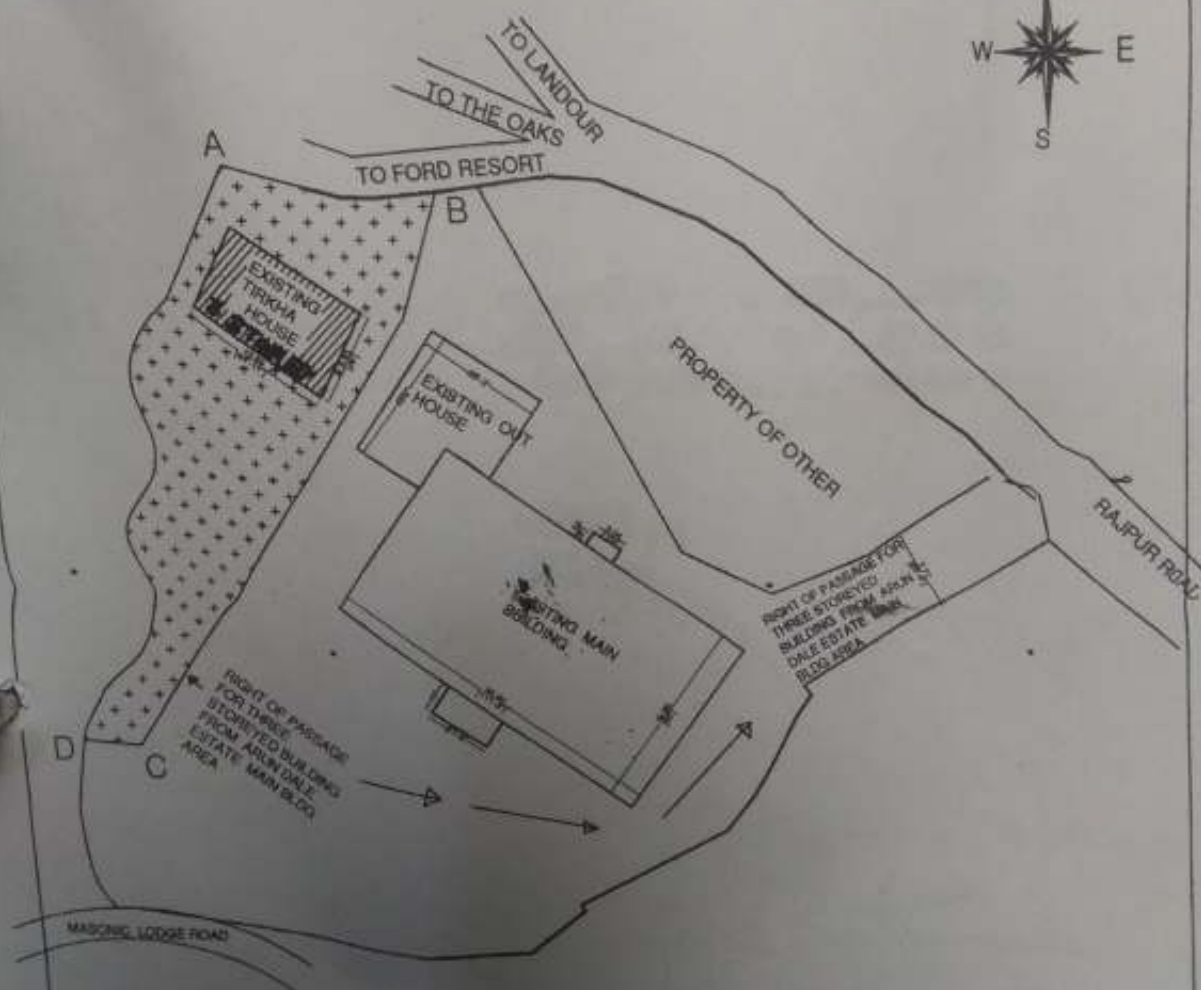 W
E
S
TO LANDOUR
TO THE OAKS
TO FORD RESORT
A
B
EXISTING
TIRKHA
HOUSE
EXISTING OUT
HOUSE
PROPERTY OF OTHER
RAJPUR ROAD
EXISTING MAIN
BUILDING.
RIGHT OF PASSAGE FOR
THREE STOREYED
BUILDING FROM ARUN
DALE ESTATE MAIN
BLDG AREA
RIGHT OF PASSAGE
FOR THREE
STOREYED BUILDING
FROM ARUN DALE
ESTATE MAIN BLDG.
AREA
D
C
MASONIC LODGE ROAD